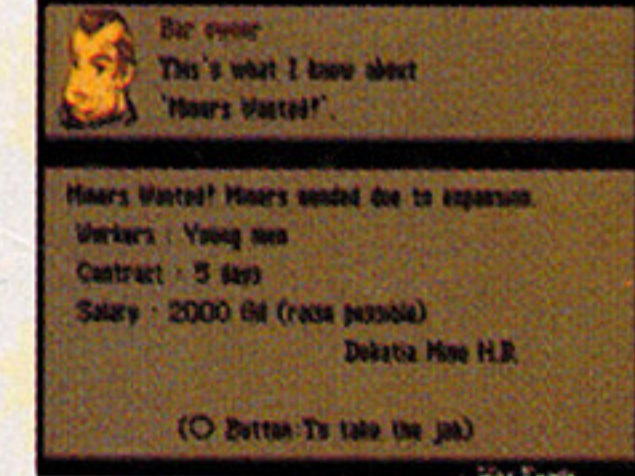 Bar owner
This's what I know about
'Miners Wanted!'.
Miners Wanted! Miners needed due to expansion.
Workers : Young men
Contract : 5 days
Salary : 2000 Gil (raise possible)
Mine H.R.
(○ Button:To take the job)